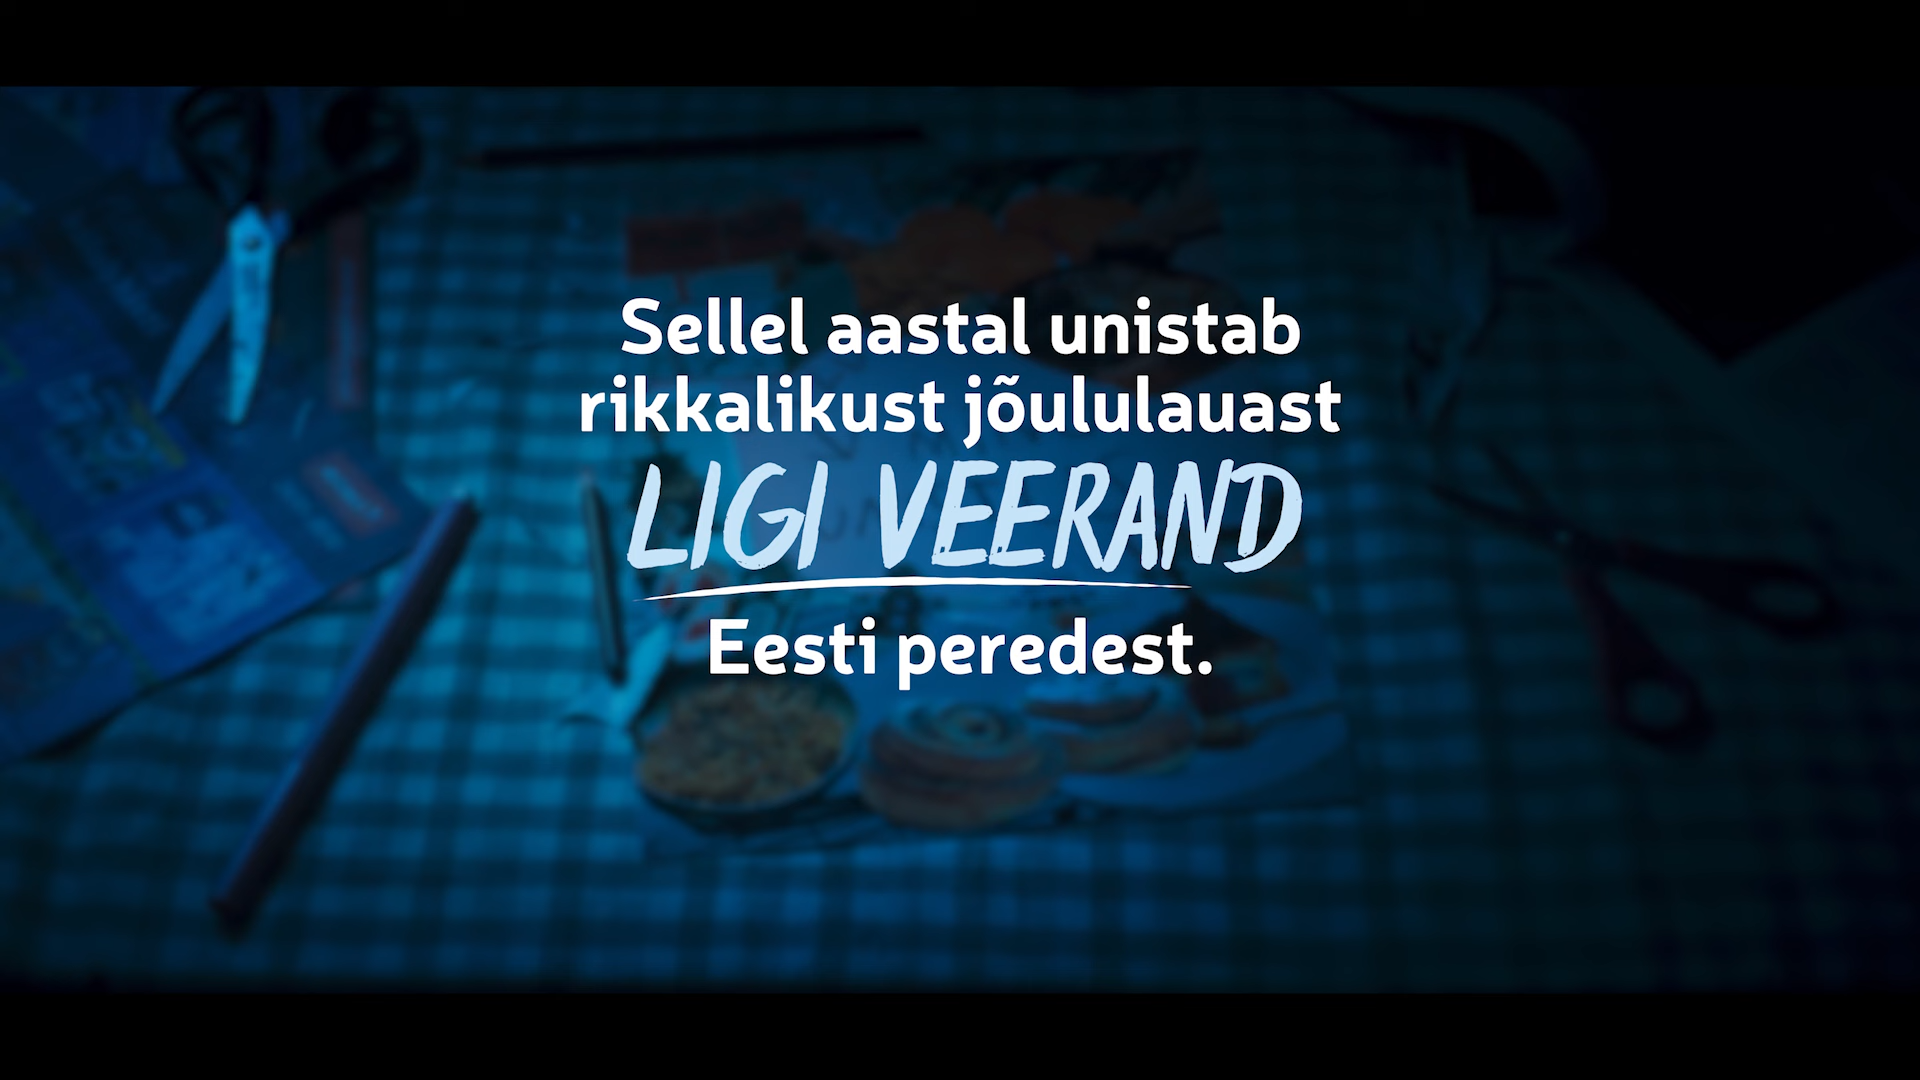 Sellel aastal unistab
rikkalikust jõululauast
LIGI VEERAND
Eesti peredest.